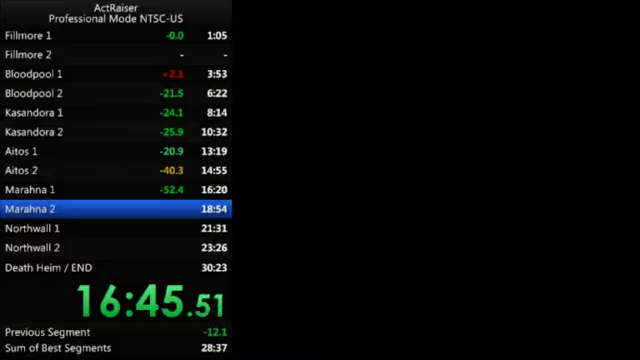 ActRaiser
Professional Mode NTSC-US
Fillmore 1 -0.0 1:05
Fillmore 2 - -
Bloodpool 1 +2.1 3:53
Bloodpool 2 -21.5 6:22
Kasandora 1 -24.1 8:14
Kasandora 2 -25.9 10:32
Aitos 1 -20.9 13:19
Aitos 2 -40.3 14:55
Marahna 1 -52.4 16:20
Marahna 2 18:54
Northwall 1 21:31
Northwall 2 23:26
Death Heim / END 30:23
16:45.51
Previous Segment -12.1
Sum of Best Segments 28:37